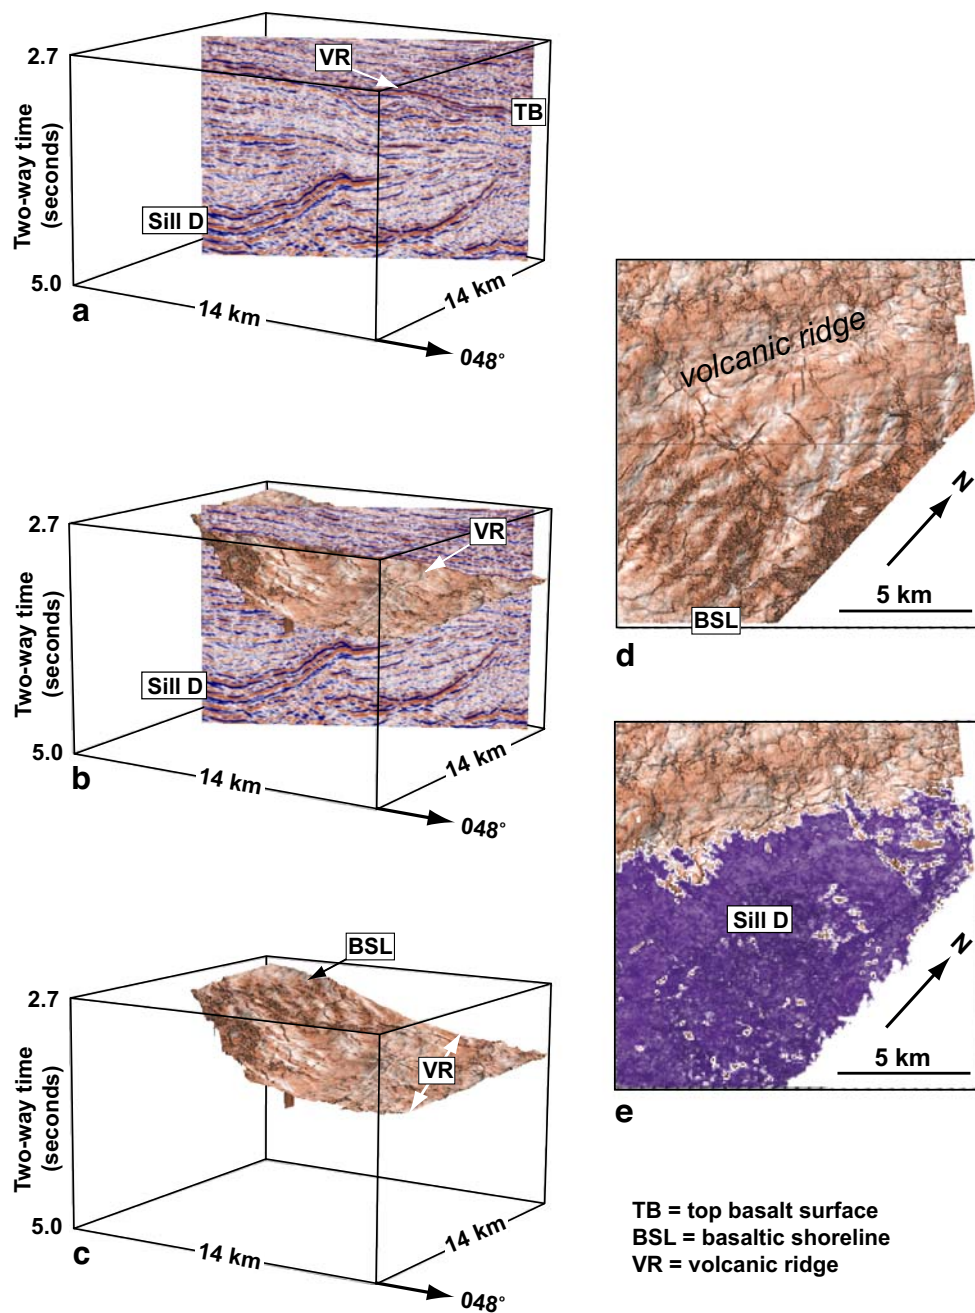 2.7
VR
TB
Two-way time
(seconds)
Sill D
5.0
14 km
14 km
048°
a
2.7
VR
Two-way time
(seconds)
Sill D
5.0
14 km
14 km
048°
b
BSL
2.7
VR
Two-way time
(seconds)
5.0
14 km
14 km
048°
c
volcanic ridge
N
5 km
BSL
d
Sill D
N
5 km
e
TB = top basalt surface
BSL = basaltic shoreline
VR = volcanic ridge